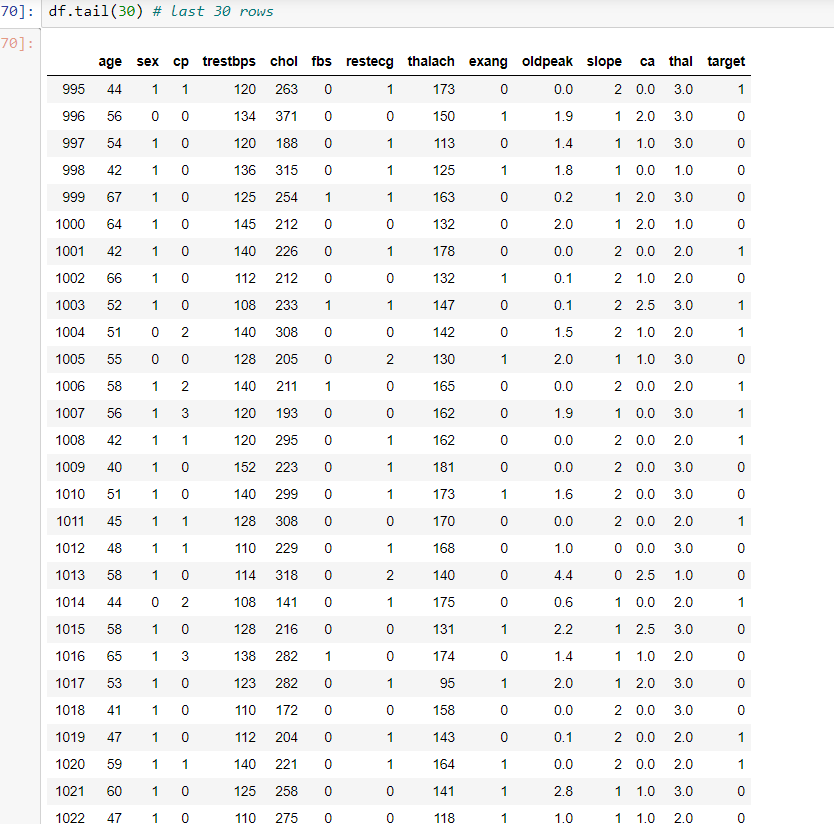 70]: df.tail(30) # last 30 rows
70]:
age sex cp trestbps chol fbs restecg thalach exang oldpeak slope ca thal target
995 44 1 1 120 263 0 1 173 0 0.0 2 0.0 3.0 1
996 56 0 0 134 371 0 0 150 1 1.9 1 2.0 3.0 0
997 54 1 0 120 188 0 1 113 0 1.4 1 1.0 3.0 0
998 42 1 0 136 315 0 1 125 1 1.8 1 0.0 1.0 0
999 67 1 0 125 254 1 1 163 0 0.2 1 2.0 3.0 0
1000 64 1 0 145 212 0 0 132 0 2.0 1 2.0 1.0 0
1001 42 1 0 140 226 0 1 178 0 0.0 2 0.0 2.0 1
1002 66 1 0 112 212 0 0 132 1 0.1 2 1.0 2.0 0
1003 52 1 0 108 233 1 1 147 0 0.1 2 2.5 3.0 1
1004 51 0 2 140 308 0 0 142 0 1.5 2 1.0 2.0 1
1005 55 0 0 128 205 0 2 130 1 2.0 1 1.0 3.0 0
1006 58 1 2 140 211 1 0 165 0 0.0 2 0.0 2.0 1
1007 56 1 3 120 193 0 0 162 0 1.9 1 0.0 3.0 1
1008 42 1 1 120 295 0 1 162 0 0.0 2 0.0 2.0 1
1009 40 1 0 152 223 0 1 181 0 0.0 2 0.0 3.0 0
1010 51 1 0 140 299 0 1 173 1 1.6 2 0.0 3.0 0
1011 45 1 1 128 308 0 0 170 0 0.0 2 0.0 2.0 1
1012 48 1 1 110 229 0 1 168 0 1.0 0 0.0 3.0 0
1013 58 1 0 114 318 0 2 140 0 4.4 0 2.5 1.0 0
1014 44 0 2 108 141 0 1 175 0 0.6 1 0.0 2.0 1
1015 58 1 0 128 216 0 0 131 1 2.2 1 2.5 3.0 0
1016 65 1 3 138 282 1 0 174 0 1.4 1 1.0 2.0 0
1017 53 1 0 123 282 0 1 95 1 2.0 1 2.0 3.0 0
1018 41 1 0 110 172 0 0 158 0 0.0 2 0.0 3.0 0
1019 47 1 0 112 204 0 1 143 0 0.1 2 0.0 2.0 1
1020 59 1 1 140 221 0 1 164 1 0.0 2 0.0 2.0 1
1021 60 1 0 125 258 0 0 141 1 2.8 1 1.0 3.0 0
1022 47 1 0 110 275 0 0 118 1 1.0 1 1.0 2.0 0